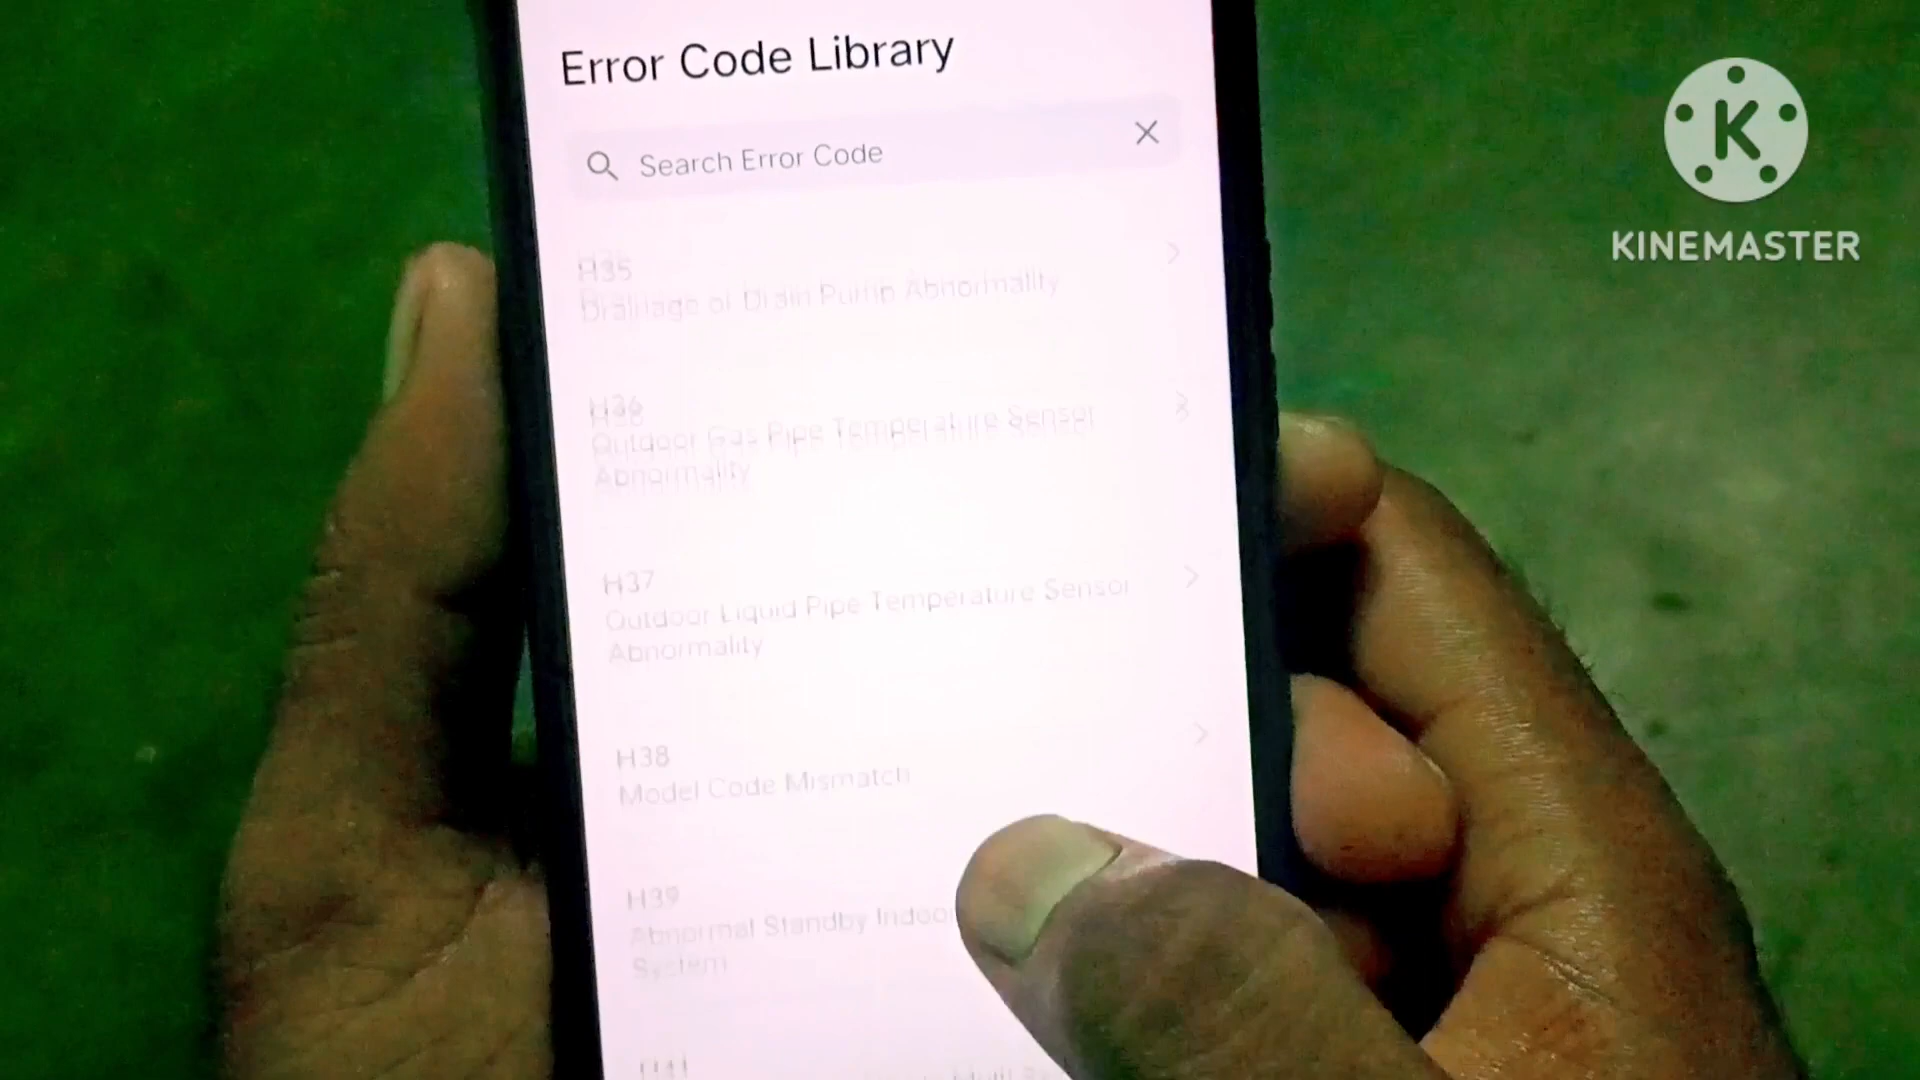 Error Code Library
Search Error Code
K
KINEMASTER
H35
Drainage or Drain Pump Abnormality
H36
Outdoor Gas Pipe Temperature Sensor
Abnormality
H37
Outdoor Liquid Pipe Temperature Sensor
Abnormality
H38
Model Code Mismatch
H39
Abnormal Standby Indoor
System